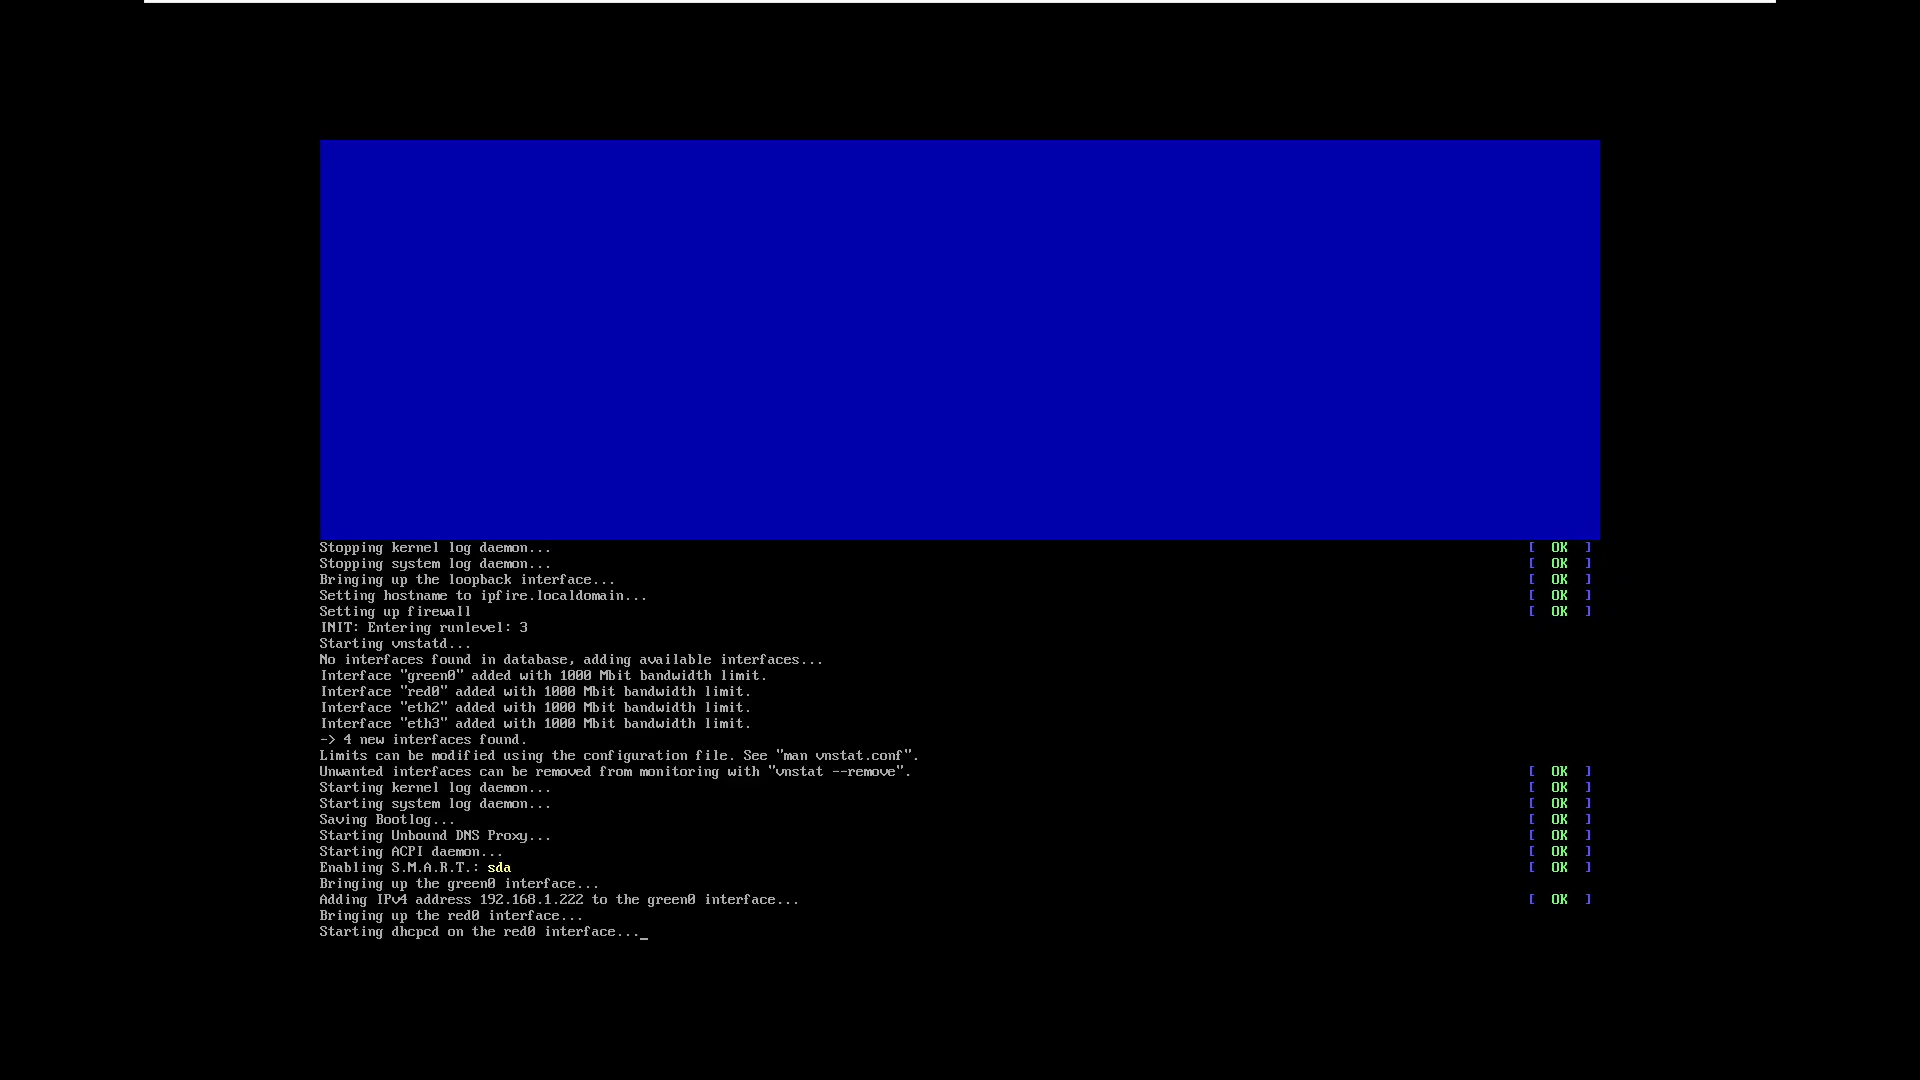 Stopping kernel log daemon... [ OK ]
Stopping system log daemon... [ OK ]
Bringing up the loopback interface... [ OK ]
Setting hostname to ipfire.localdomain... [ OK ]
Setting up firewall [ OK ]
INIT: Entering runlevel: 3
Starting vnstatd...
No interfaces found in database, adding available interfaces...
Interface "green0" added with 1000 Mbit bandwidth limit.
Interface "red0" added with 1000 Mbit bandwidth limit.
Interface "eth2" added with 1000 Mbit bandwidth limit.
Interface "eth3" added with 1000 Mbit bandwidth limit.
-> 4 new interfaces found.
Limits can be modified using the configuration file. See "man vnstat.conf".
Unwanted interfaces can be removed from monitoring with "vnstat --remove". [ OK ]
Starting kernel log daemon... [ OK ]
Starting system log daemon... [ OK ]
Saving Bootlog... [ OK ]
Starting Unbound DNS Proxy... [ OK ]
Starting ACPI daemon... [ OK ]
Enabling S.M.A.R.T.: sda [ OK ]
Bringing up the green0 interface...
Adding IPv4 address 192.168.1.222 to the green0 interface... [ OK ]
Bringing up the red0 interface...
Starting dhcpcd on the red0 interface..._